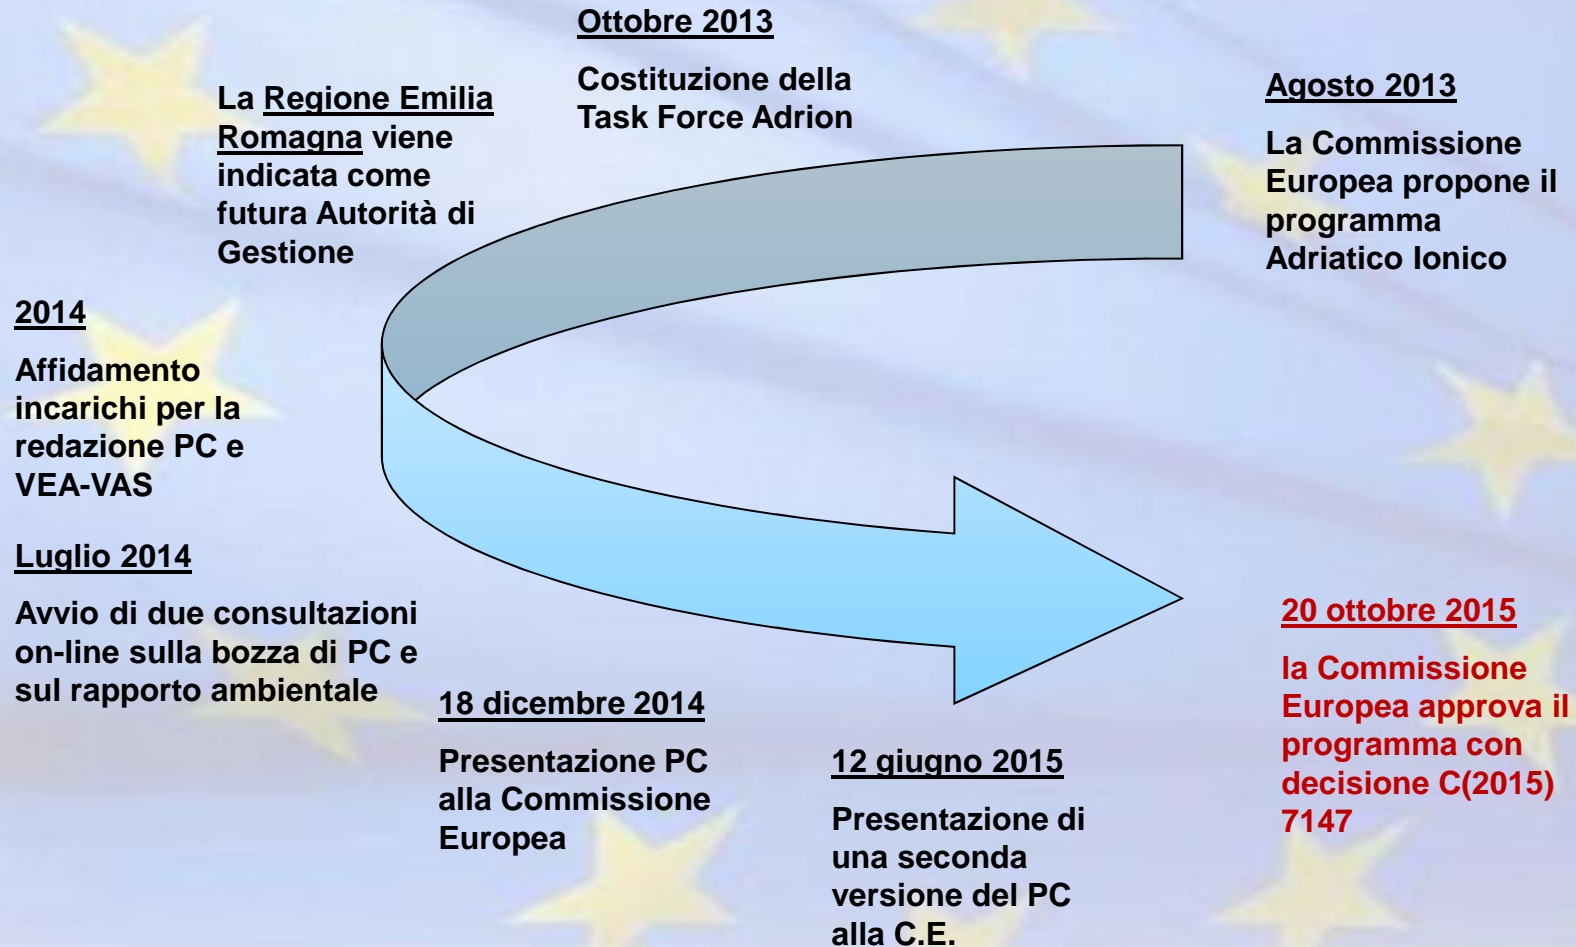 Agosto 2013
La Commissione
Europea propone il
programma
Adriatico Ionico
Ottobre 2013
Costituzione della
Task Force Adrion
La Regione Emilia
Romagna viene
indicata come
futura Autorità di
Gestione
2014
Affidamento
incarichi per la
redazione PC e
VEA-VAS
Luglio 2014
Avvio di due consultazioni
on-line sulla bozza di PC e
sul rapporto ambientale
18 dicembre 2014
Presentazione PC
alla Commissione
Europea
12 giugno 2015
Presentazione di
una seconda
versione del PC
alla C.E.
20 ottobre 2015
la Commissione
Europea approva il
programma con
decisione C(2015)
7147